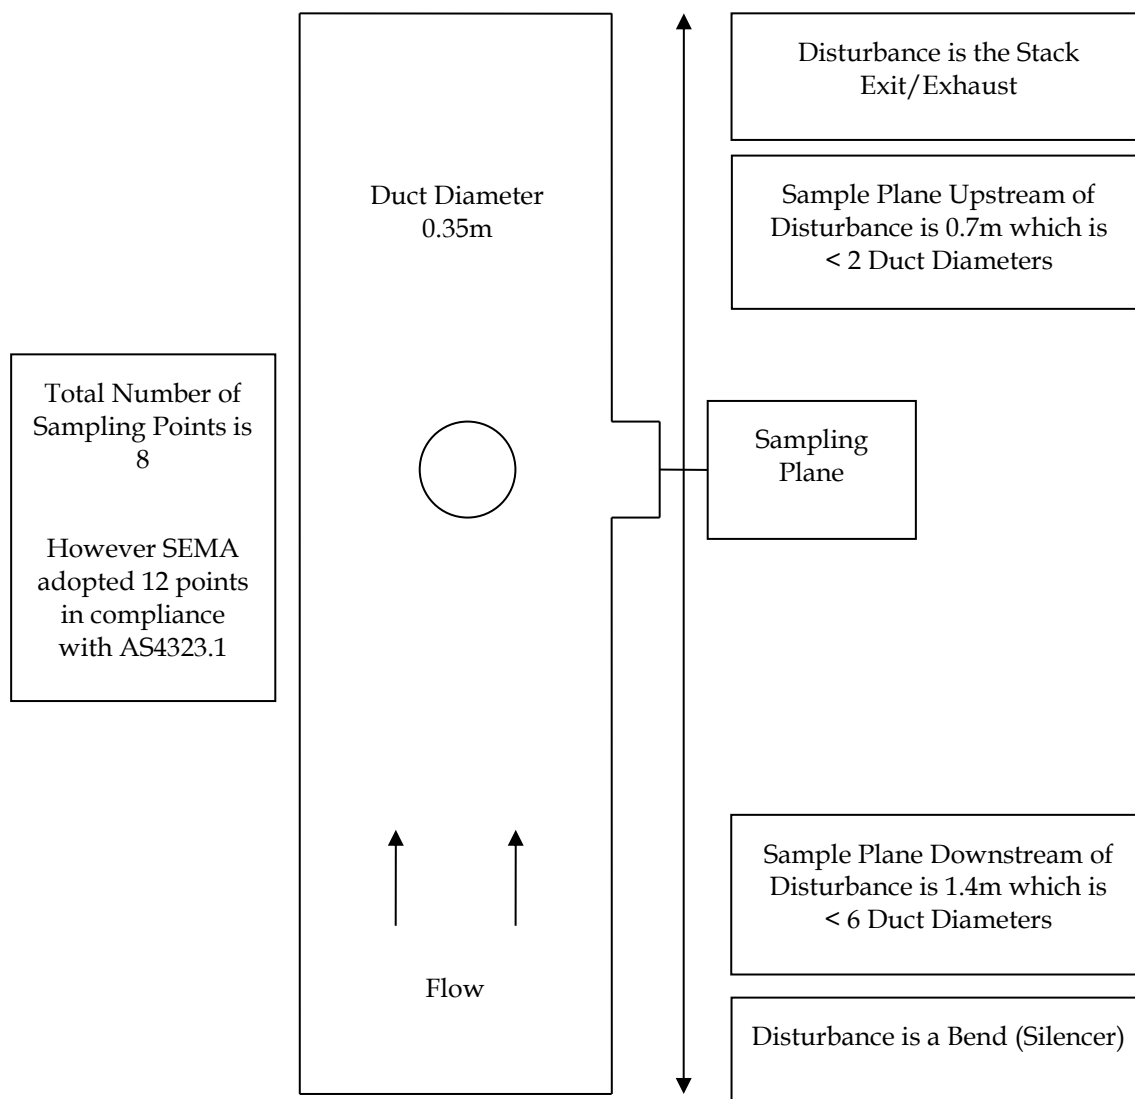 Disturbance is the Stack
Exit/Exhaust
Duct Diameter
0.35m
Sample Plane Upstream of
Disturbance is 0.7m which is
< 2 Duct Diameters
Total Number of
Sampling Points is
8
However SEMA
adopted 12 points
in compliance
with AS4323.1
Sampling
Plane
Sample Plane Downstream of
Disturbance is 1.4m which is
< 6 Duct Diameters
Flow
Disturbance is a Bend (Silencer)